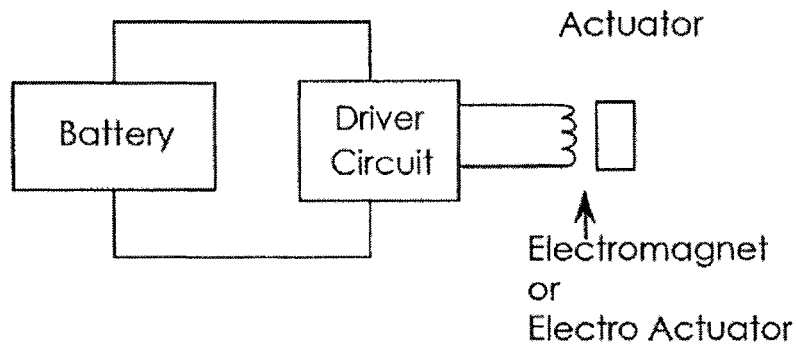 Actuator
Battery
Driver
Circuit
Electromagnet
or
Electro Actuator